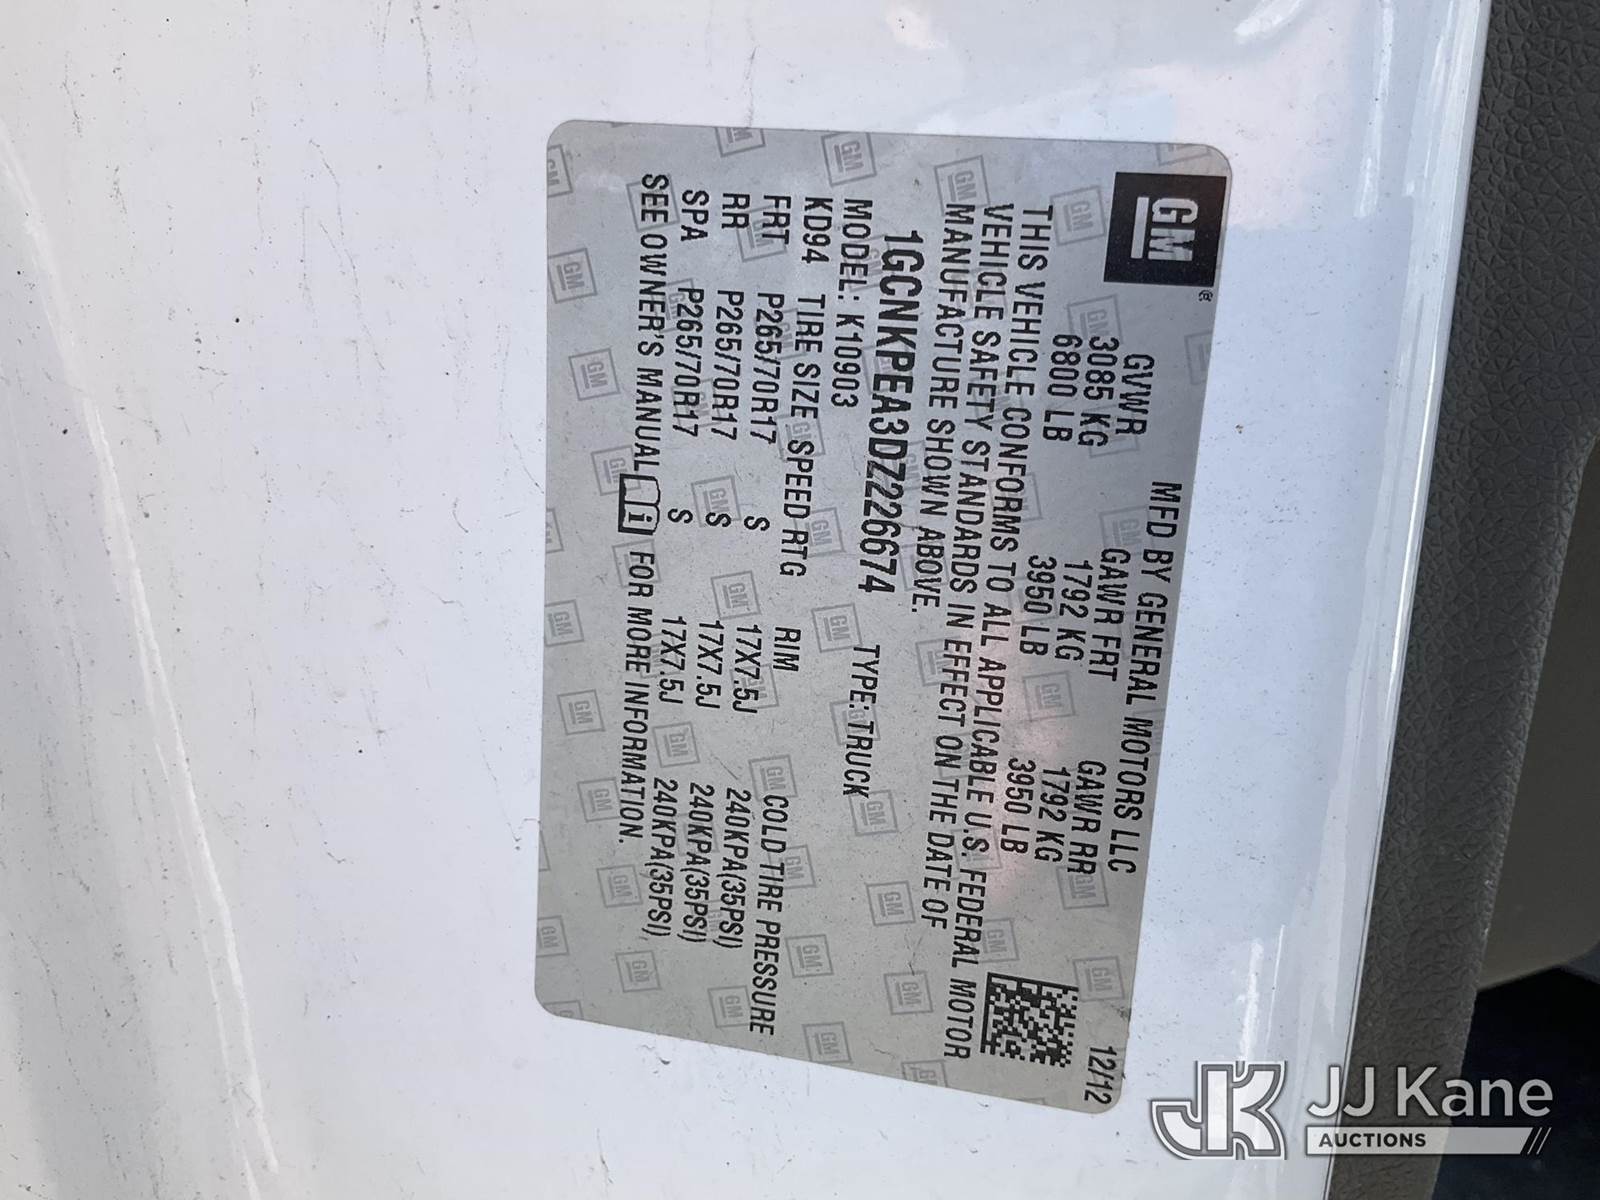 GM®
MFD BY GENERAL MOTORS LLC 12/12
GVWR GAWR FRT GAWR RR
3085 KG 1792 KG 1792 KG
6800 LB 3950 LB 3950 LB
THIS VEHICLE CONFORMS TO ALL APPLICABLE U.S. FEDERAL MOTOR
VEHICLE SAFETY STANDARDS IN EFFECT ON THE DATE OF
MANUFACTURE SHOWN ABOVE.
1GCNKPEA3DZ226674 TYPE: TRUCK
MODEL: K10903
KD94 TIRE SIZE SPEED RTG RIM COLD TIRE PRESSURE
FRT P265/70R17 S 17X7.5J 240KPA(35PSI)
RR P265/70R17 S 17X7.5J 240KPA(35PSI)
SPA P265/70R17 S 17X7.5J 240KPA(35PSI),
SEE OWNER'S MANUAL i FOR MORE INFORMATION.
JK JJ Kane
AUCTIONS